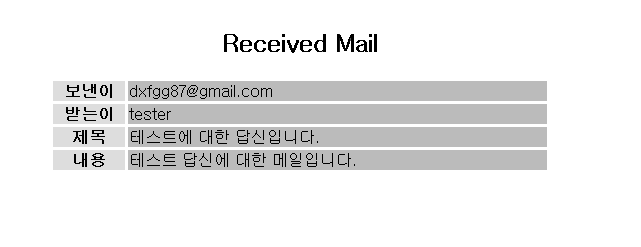 Received Mail
보낸이 dxfgg87@gmail.com
받는이 tester
제목 테스트에 대한 답신입니다.
내용 테스트 답신에 대한 메일입니다.